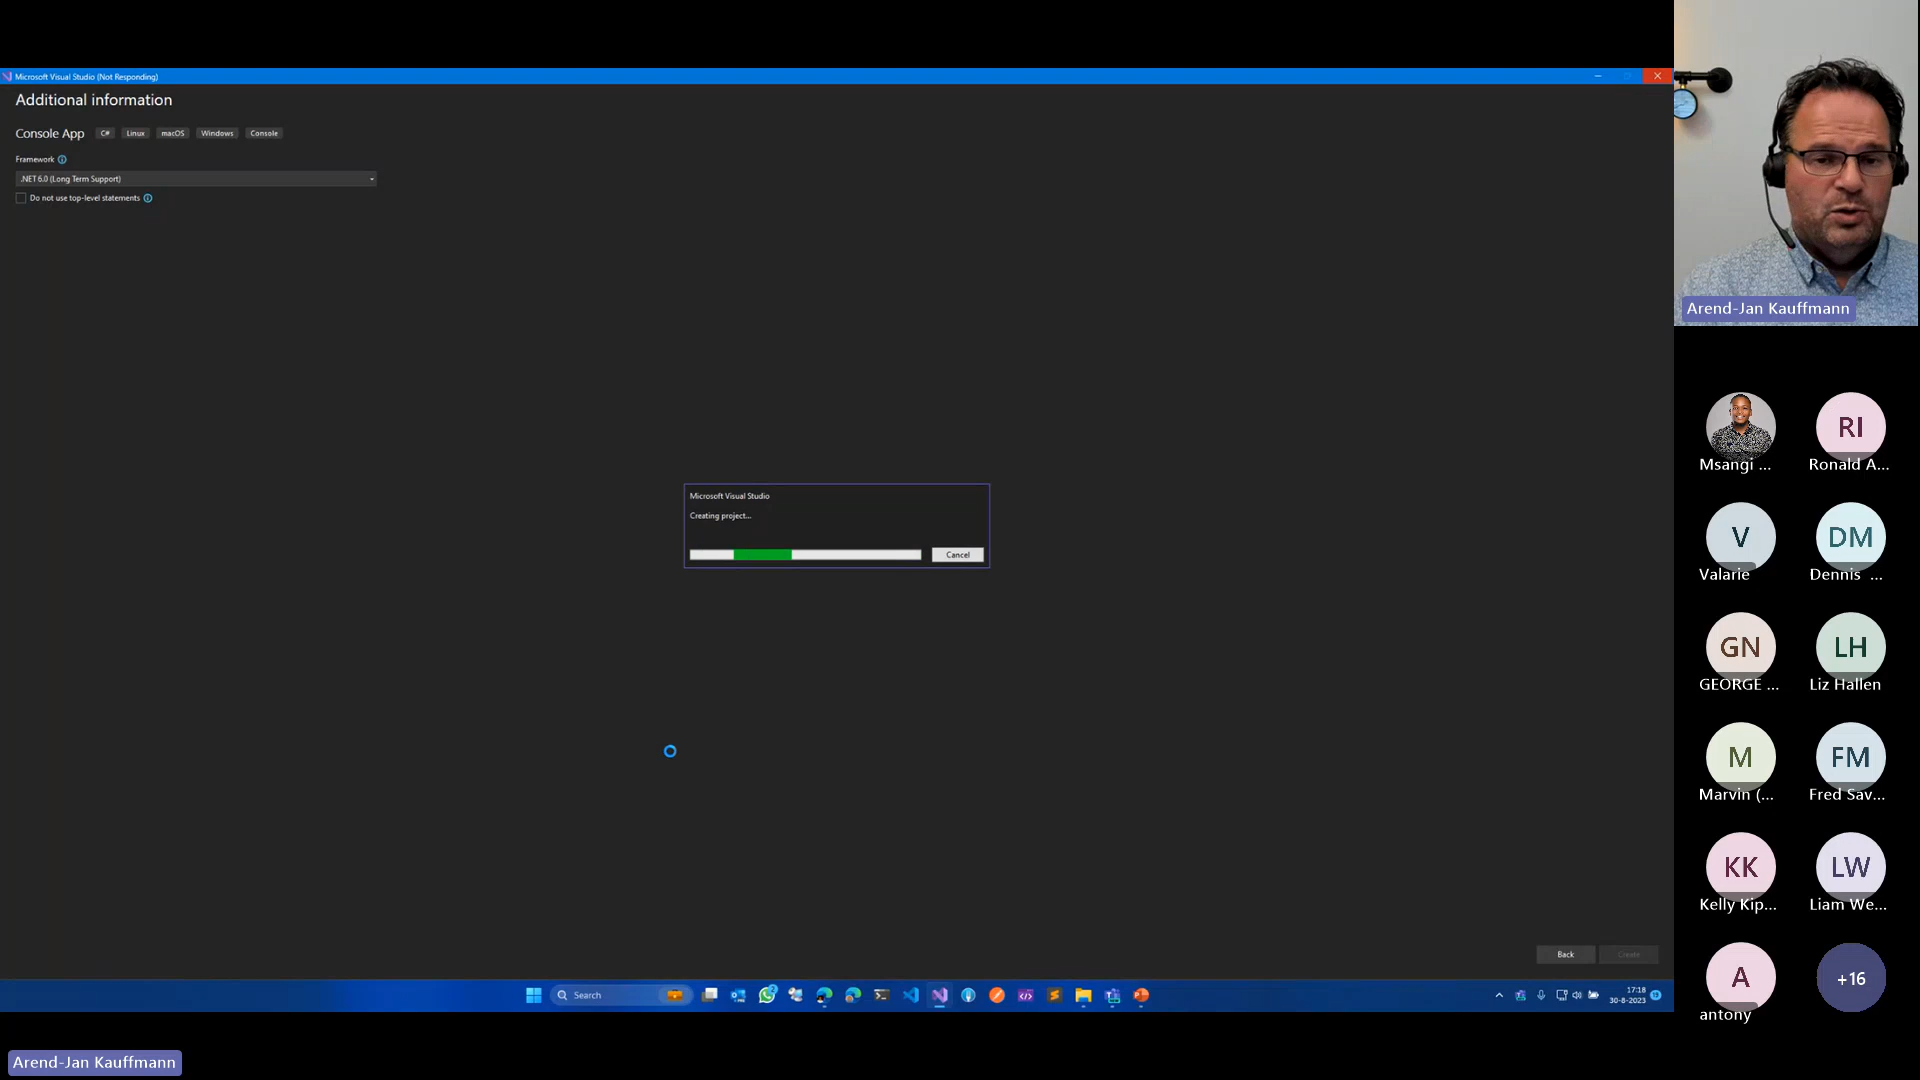 Microsoft Visual Studio (Not Responding)
Additional information
Console App
C#
Linux
macOS
Windows
Console
Framework
.NET 6.0 (Long Term Support)
Do not use top-level statements
Microsoft Visual Studio
Creating project...
Cancel
Back
Create
Search
17:18
30-8-2023
Arend-Jan Kauffmann
Msangi ...
RI
Ronald A...
V
Valarie
DM
Dennis ...
GN
GEORGE ...
LH
Liz Hallen
M
Marvin (...
FM
Fred Sav...
KK
Kelly Kip...
LW
Liam We...
A
antony
+16
Arend-Jan Kauffmann